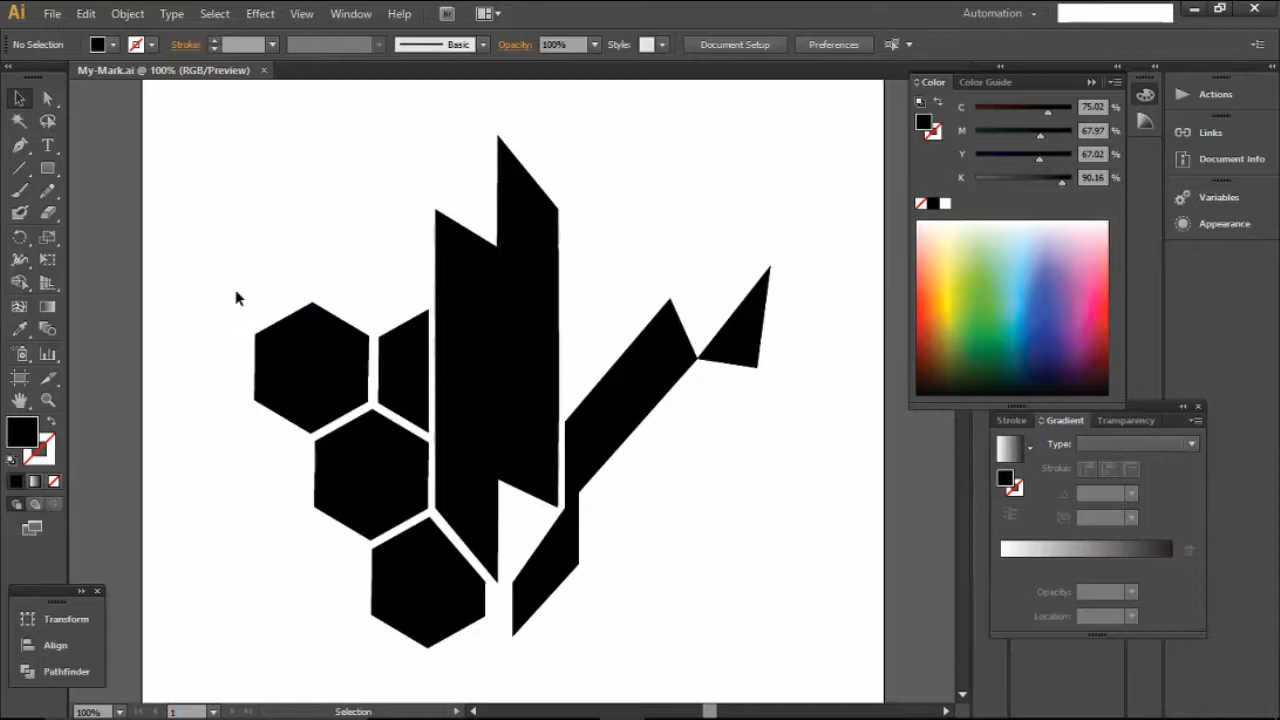 Ai File Edit Object Type Select Effect View Window Help Br Automation
No Selection Stroke: Basic Opacity: 100% Style: Document Setup Preferences
My-Mark.ai @ 100% (RGB/Preview)
Color Color Guide
C 75.02 %
M 67.97 %
Y 67.02 %
K 90.16 %
Actions
Links
Document Info
Variables
Appearance
Stroke Gradient Transparency
Type:
Stroke:
Opacity:
Location:
Transform
Align
Pathfinder
100% 1 Selection